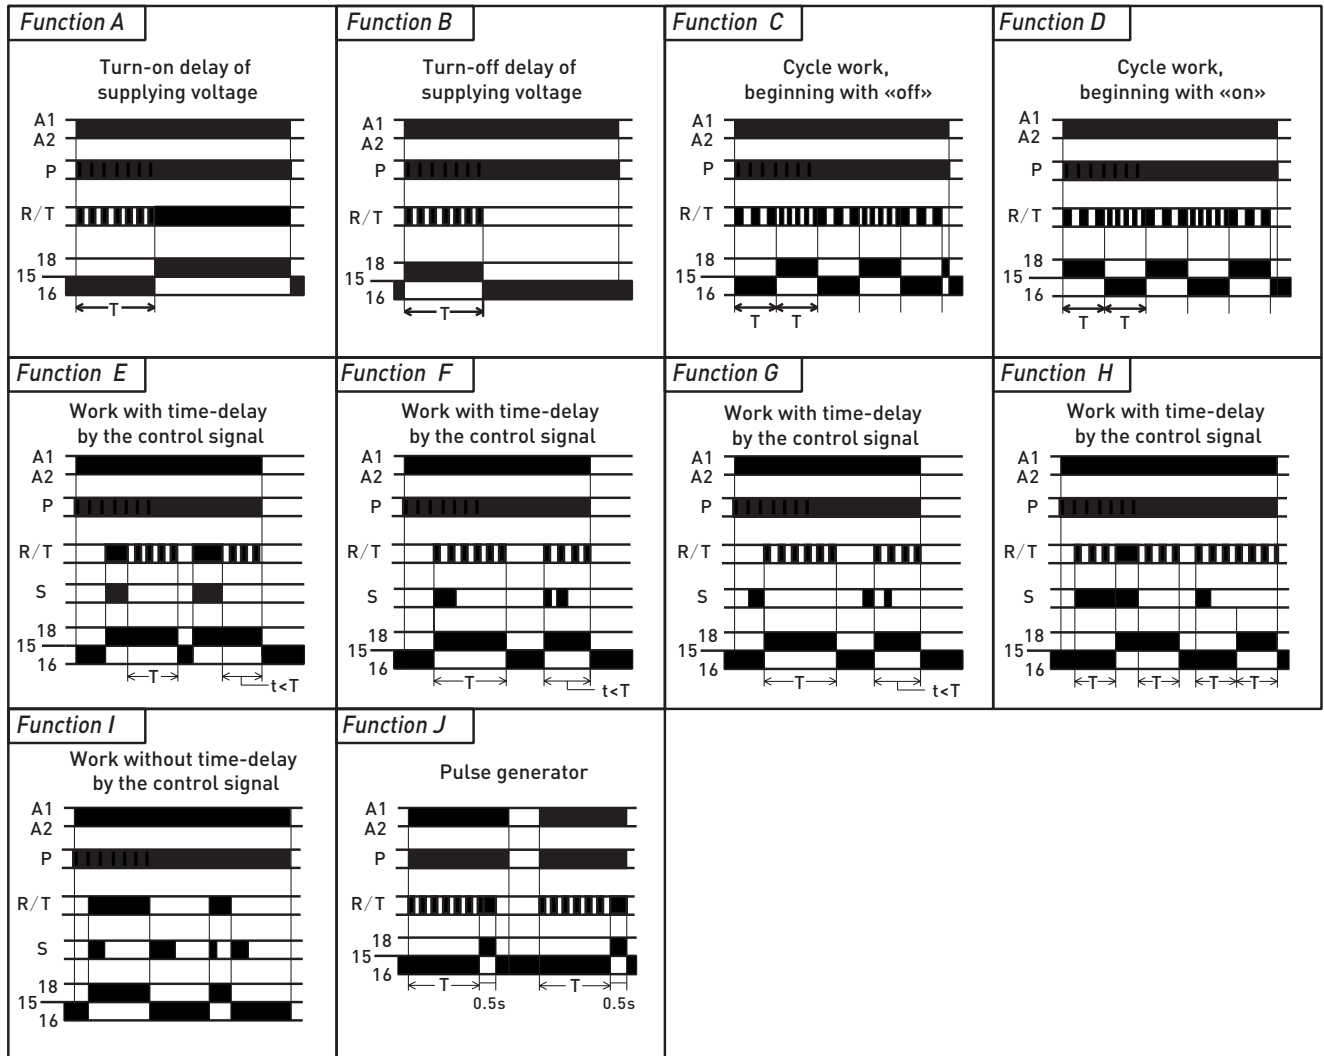 Function A
Turn-on delay of
supplying voltage
A1
A2
P
R/T
18
15
16
T
Function B
Turn-off delay of
supplying voltage
A1
A2
P
R/T
18
15
16
T
Function C
Cycle work,
beginning with «off»
A1
A2
P
R/T
18
15
16
T T
Function D
Cycle work,
beginning with «on»
A1
A2
P
R/T
18
15
16
T T
Function E
Work with time-delay
by the control signal
A1
A2
P
R/T
S
18
15
16
T
t<T
Function F
Work with time-delay
by the control signal
A1
A2
P
R/T
S
18
15
16
T
t<T
Function G
Work with time-delay
by the control signal
A1
A2
P
R/T
S
18
15
16
T
t<T
Function H
Work with time-delay
by the control signal
A1
A2
P
R/T
S
18
15
16
T T T T
Function I
Work without time-delay
by the control signal
A1
A2
P
R/T
S
18
15
16
Function J
Pulse generator
A1
A2
P
R/T
18
15
16
T T
0.5s 0.5s